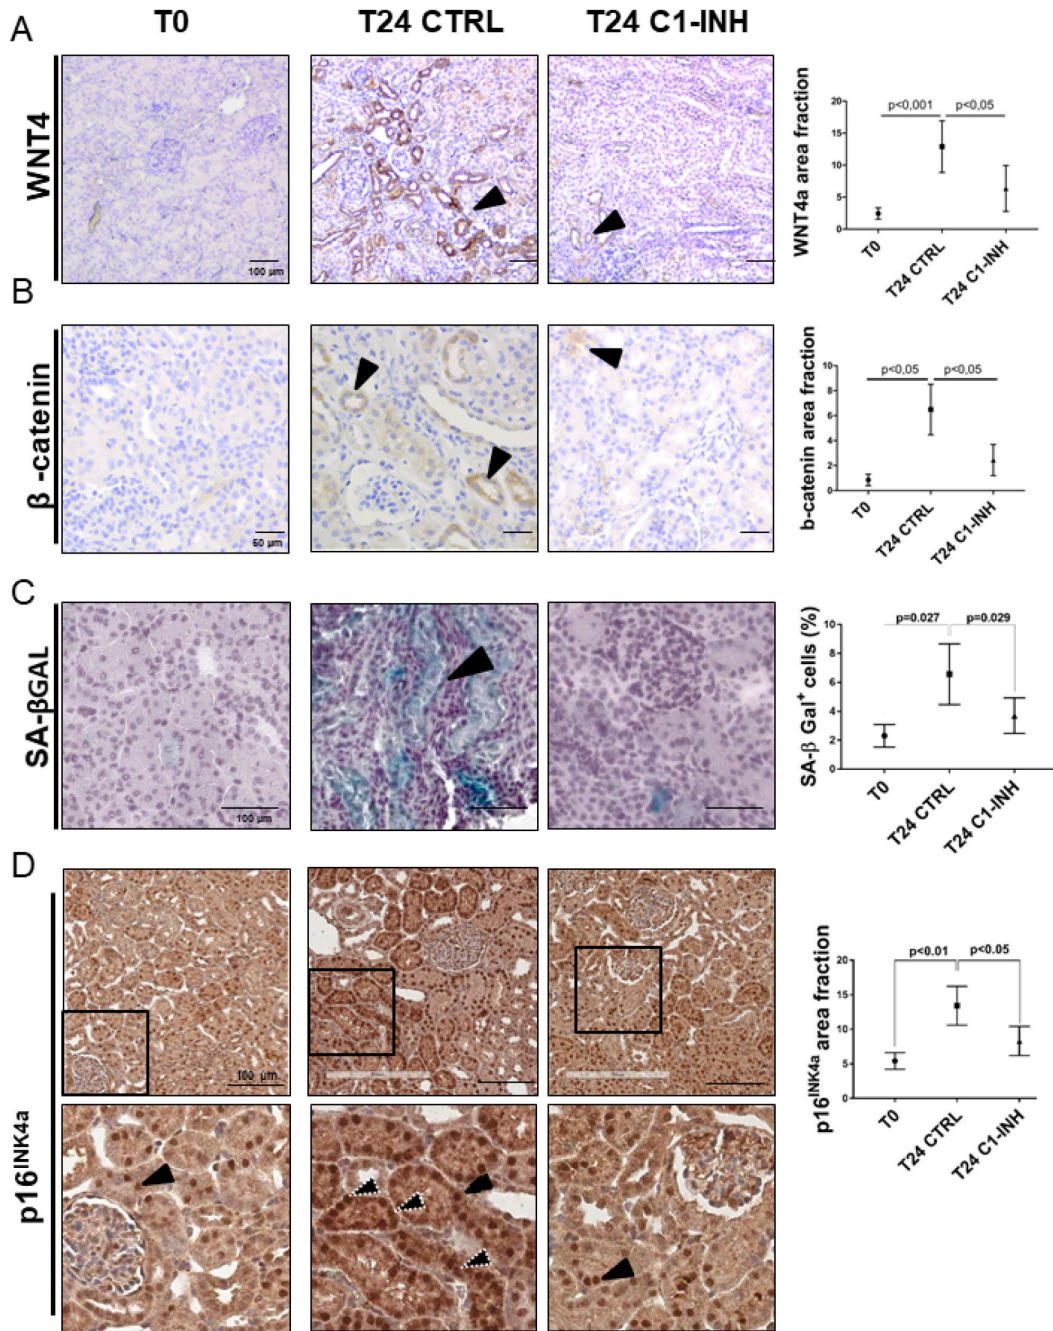 A
T0
T24 CTRL
T24 C1-INH
WNT4
100 µm
WNT4a area fraction
20
15
10
5
0
p<0,001
p<0,05
T0
T24 CTRL
T24 C1-INH
B
β -catenin
50 µm
b-catenin area fraction
10
8
6
4
2
0
p<0,05
p<0,05
T0
T24 CTRL
T24 C1-INH
C
SA-βGAL
100 µm
SA-β Gal⁺ cells (%)
10
8
6
4
2
0
p=0.027
p=0.029
T0
T24 CTRL
T24 C1-INH
D
p16ᴵᴺᴷ⁴ᵃ
100 µm
p16ᴵᴺᴷ⁴ᵃ area fraction
20
15
10
5
0
p<0.01
p<0.05
T0
T24 CTRL
T24 C1-INH